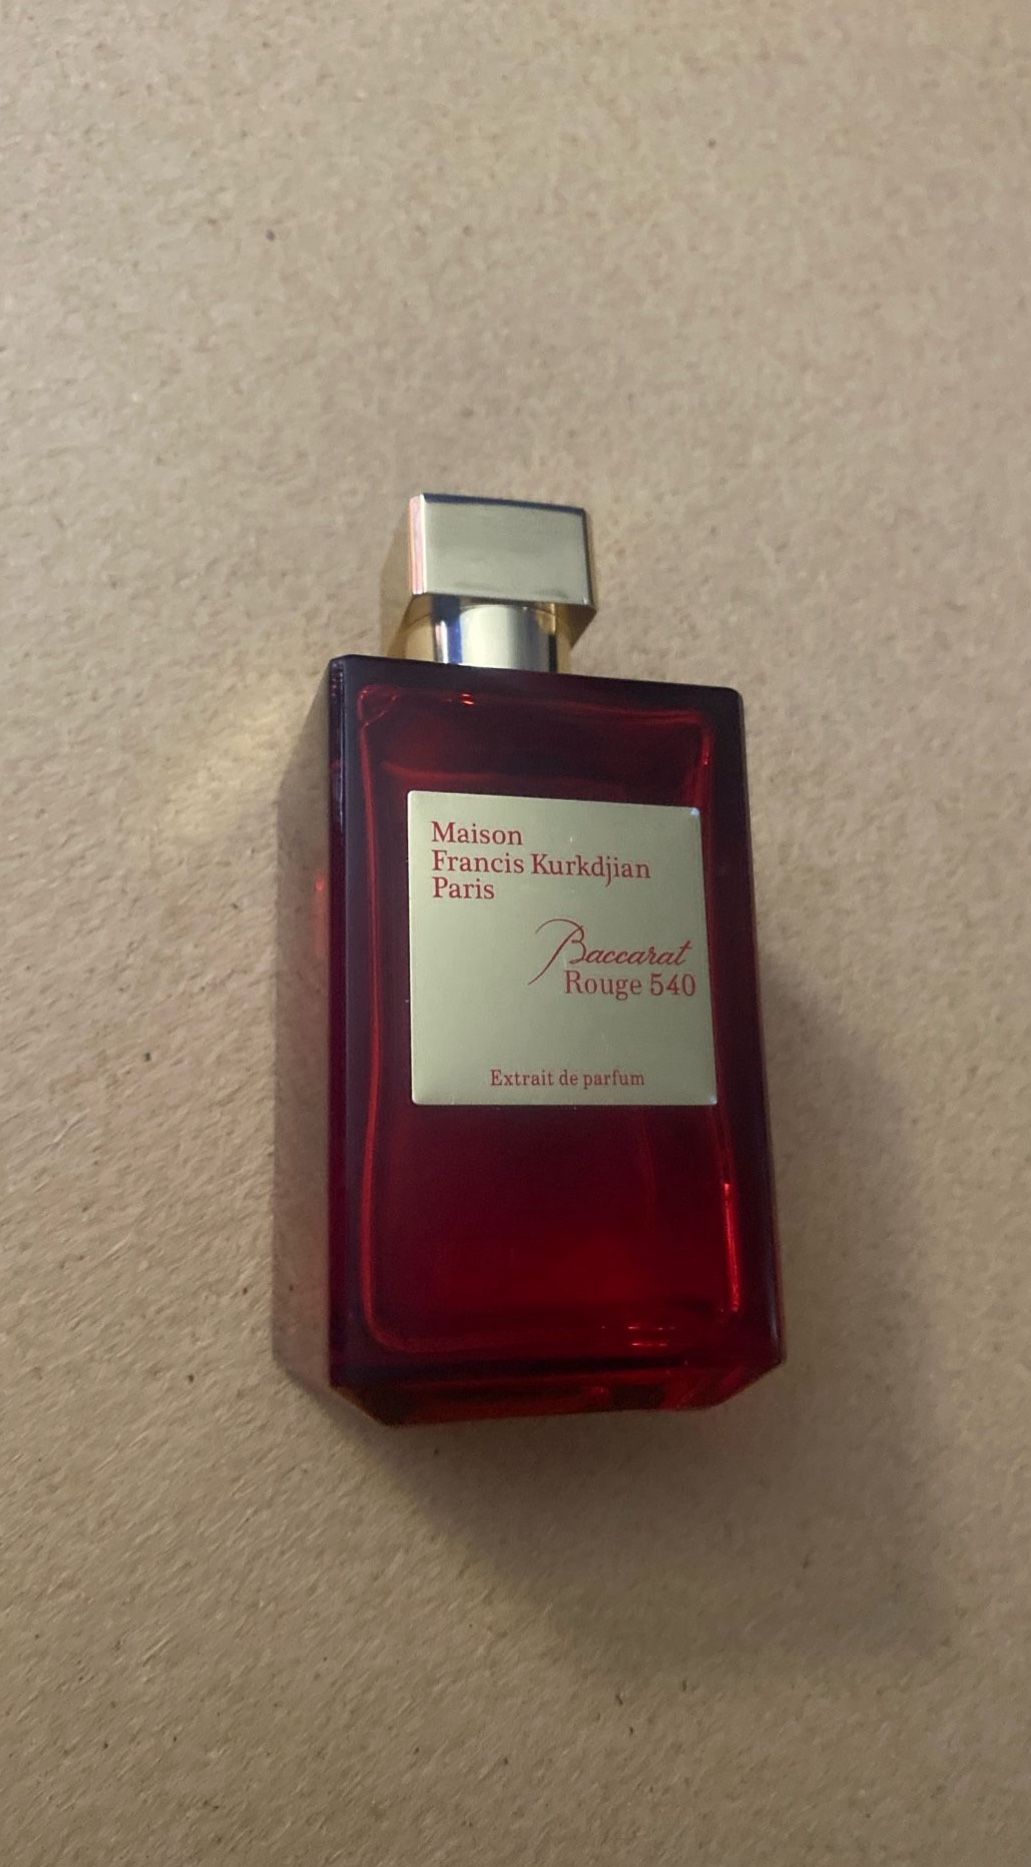 Maison
Francis Kurkdjian
Paris
Baccarat
Rouge 540
Extrait de parfum